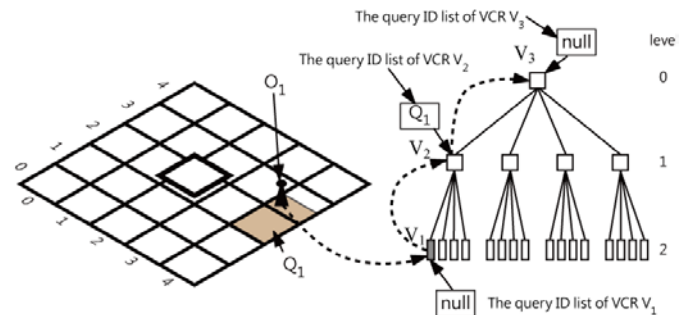 The query ID list of VCR V3
null
leve
V3
0
The query ID list of VCR V2
Q1
V2
1
O1
4
3
2
1
0
0
1
2
3
4
Q1
V1
2
null
The query ID list of VCR V1